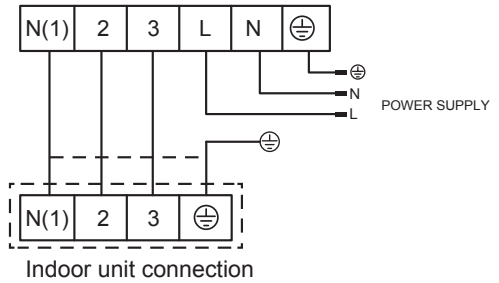 N(1) 2 3 L N
N
L
POWER SUPPLY
N(1) 2 3
Indoor unit connection